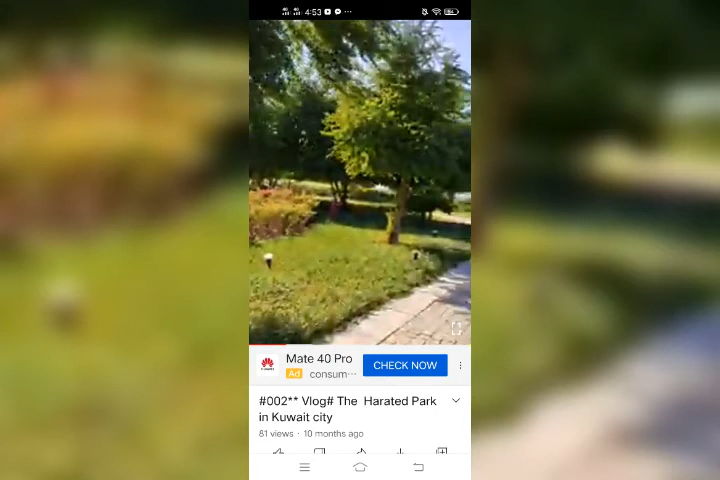 4:53
Mate 40 Pro
CHECK NOW
Ad consum...
#002** Vlog# The Harated Park
in Kuwait city
81 views · 10 months ago